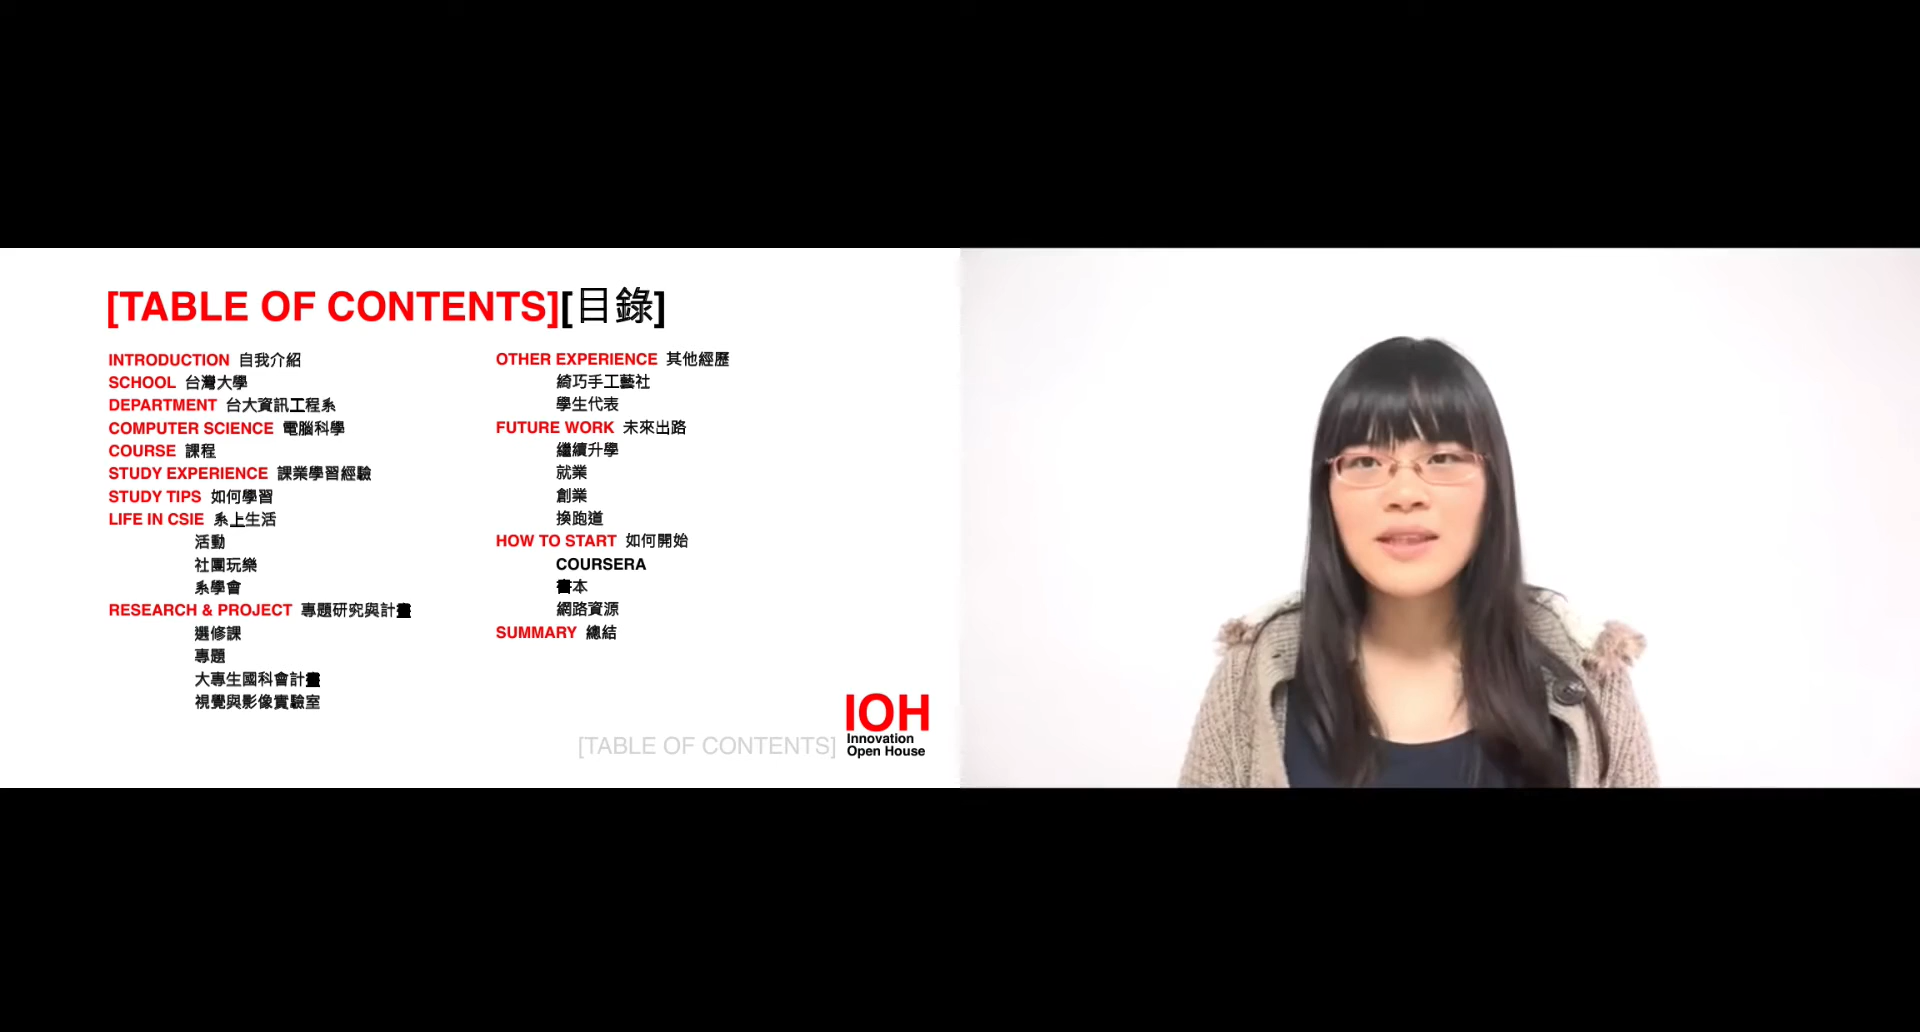 [TABLE OF CONTENTS][目錄]
INTRODUCTION 自我介紹
SCHOOL 台灣大學
DEPARTMENT 台大資訊工程系
COMPUTER SCIENCE 電腦科學
COURSE 課程
STUDY EXPERIENCE 課業學習經驗
STUDY TIPS 如何學習
LIFE IN CSIE 系上生活
活動
社團玩樂
系學會
RESEARCH & PROJECT 專題研究與計畫
選修課
專題
大專生國科會計畫
視覺與影像實驗室
OTHER EXPERIENCE 其他經歷
綺巧手工藝社
學生代表
FUTURE WORK 未來出路
繼續升學
就業
創業
換跑道
HOW TO START 如何開始
COURSERA
書本
網路資源
SUMMARY 總結
[TABLE OF CONTENTS]
IOH
Innovation
Open House